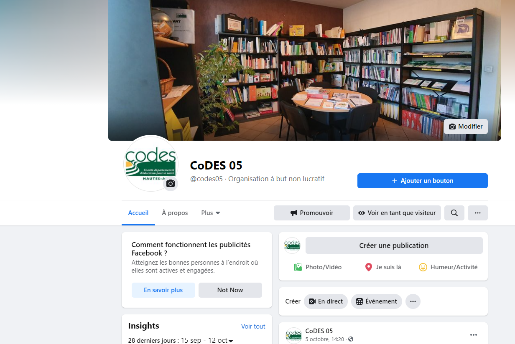 Modifier
codes
CoDES 05
@codes05 · Organisation à but non lucratif
+ Ajouter un bouton
Accueil
À propos
Plus
Promouvoir
Voir en tant que visiteur
Comment fonctionnent les publicités
Facebook ?
Atteignez les bonnes personnes à l'endroit où
elles sont actives et engagées.
En savoir plus
Not Now
Insights
Voir tout
28 derniers jours : 15 sep - 12 oct
Créer une publication
Photo/Vidéo
Je suis là
Humeur/Activité
Créer
En direct
Évènement
CoDES 05
5 octobre, 14:20 ·